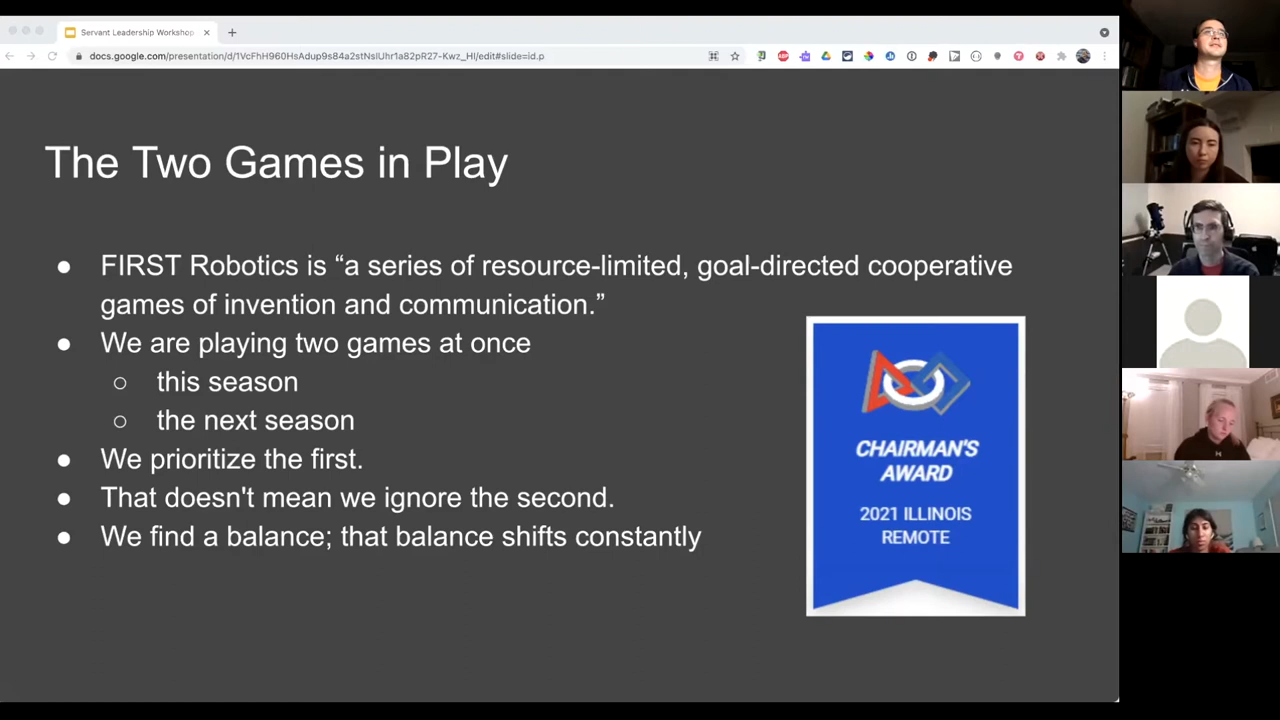 Servant Leadership Workshop
docs.google.com/presentation/d/1VcFhH960HsAdup9s84a2stNsIUhr1a82pR27-Kwz_HI/edit#slide=id.p
The Two Games in Play
● FIRST Robotics is “a series of resource-limited, goal-directed cooperative
games of invention and communication.”
● We are playing two games at once
○ this season
○ the next season
● We prioritize the first.
● That doesn't mean we ignore the second.
● We find a balance; that balance shifts constantly
CHAIRMAN'S
AWARD
2021 ILLINOIS
REMOTE